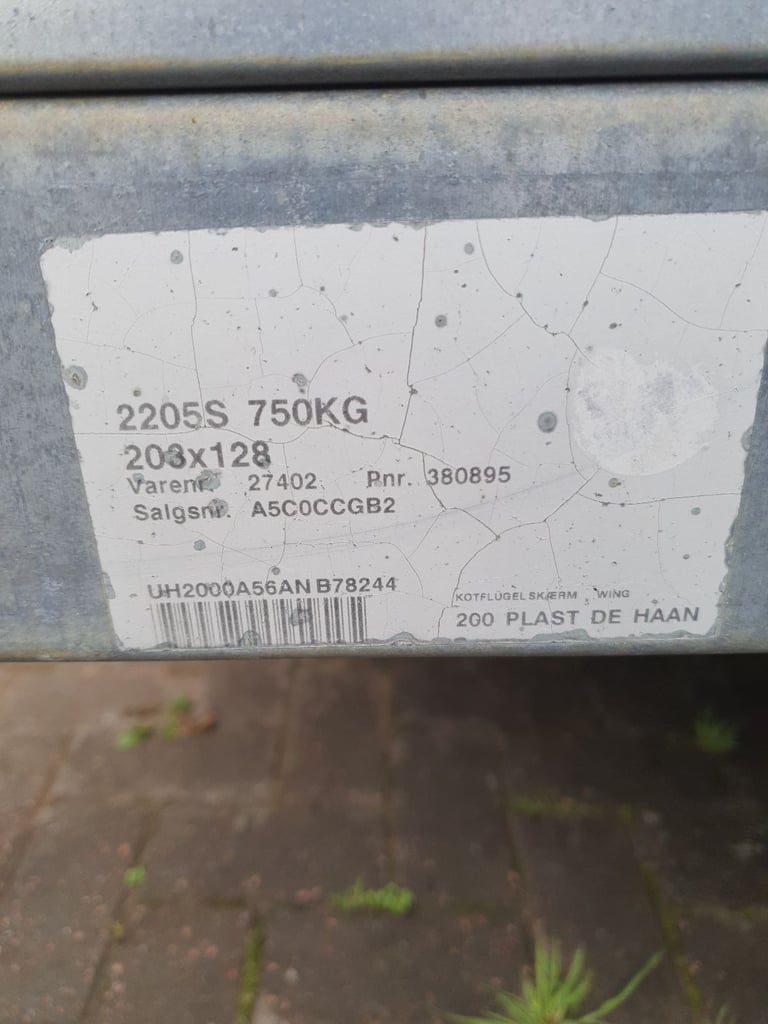 2205S 750KG
203x128
Varenr. 27402 Pnr. 380895
Salgsnr. A5C0CCGB2
UH2000A56AN B78244
KOTFLÜGEL SKÆRM WING
200 PLAST DE HAAN